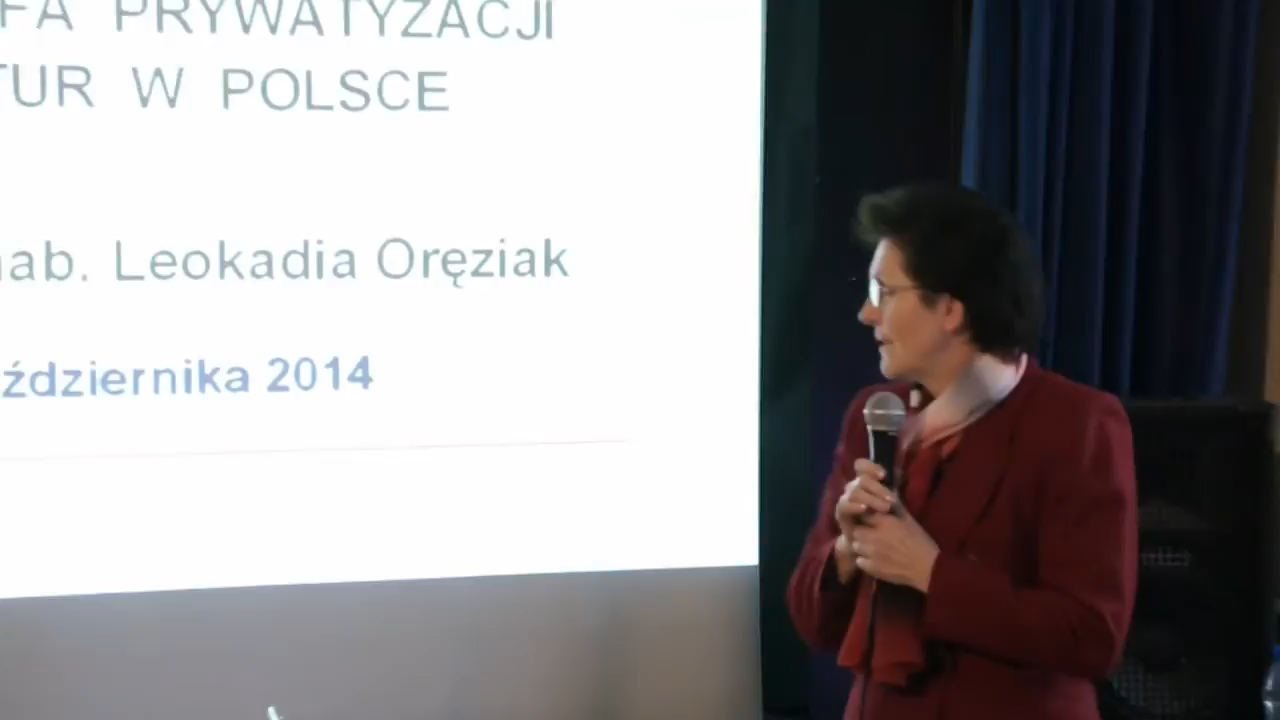 FA PRYWATYZACJI
TUR W POLSCE
hab. Leokadia Oręziak
ździernika 2014